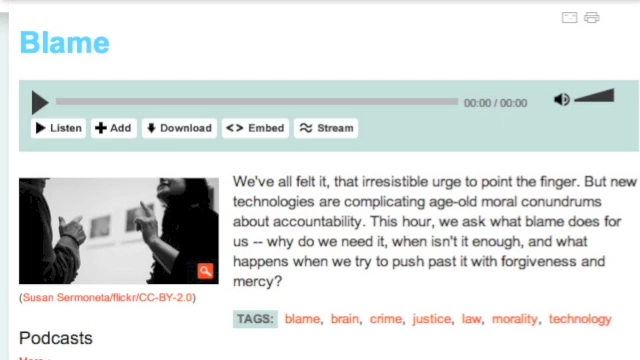 Blame
00:00 / 00:00
Listen Add Download Embed Stream
We've all felt it, that irresistible urge to point the finger. But new
technologies are complicating age-old moral conundrums
about accountability. This hour, we ask what blame does for
us -- why do we need it, when isn't it enough, and what
happens when we try to push past it with forgiveness and
mercy?
(Susan Sermoneta/flickr/CC-BY-2.0)
TAGS: blame, brain, crime, justice, law, morality, technology
Podcasts